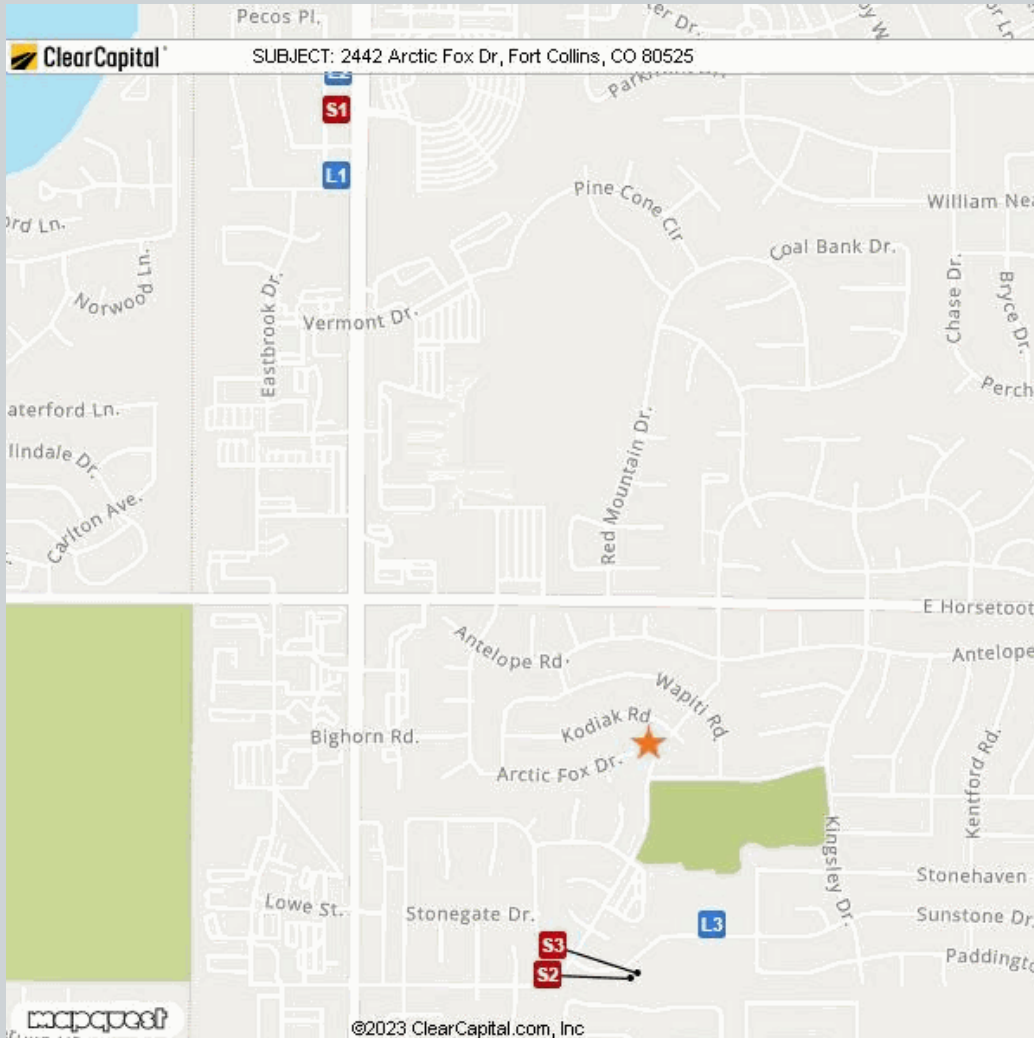 Pecos Pl.
ClearCapital
SUBJECT: 2442 Arctic Fox Dr, Fort Collins, CO 80525
L2
S1
L1
Pine Cone Cir
William Nea
Coal Bank Dr.
ord Ln.
Norwood Ln.
Eastbrook Dr.
Vermont Dr.
Chase Dr.
Bryce Dr.
Perch
aterford Ln.
lindale Dr.
Carlton Ave.
Red Mountain Dr.
E Horsetoot
Antelope Rd.
Antelope
Wapiti Rd
Kodiak Rd
Bighorn Rd.
Arctic Fox Dr.
Kentford Rd.
Kingsley Dr.
Stonehaven
Lowe St.
Stonegate Dr.
L3
Sunstone Dr.
S3
Paddingto
S2
mapquest
©2023 ClearCapital.com, Inc